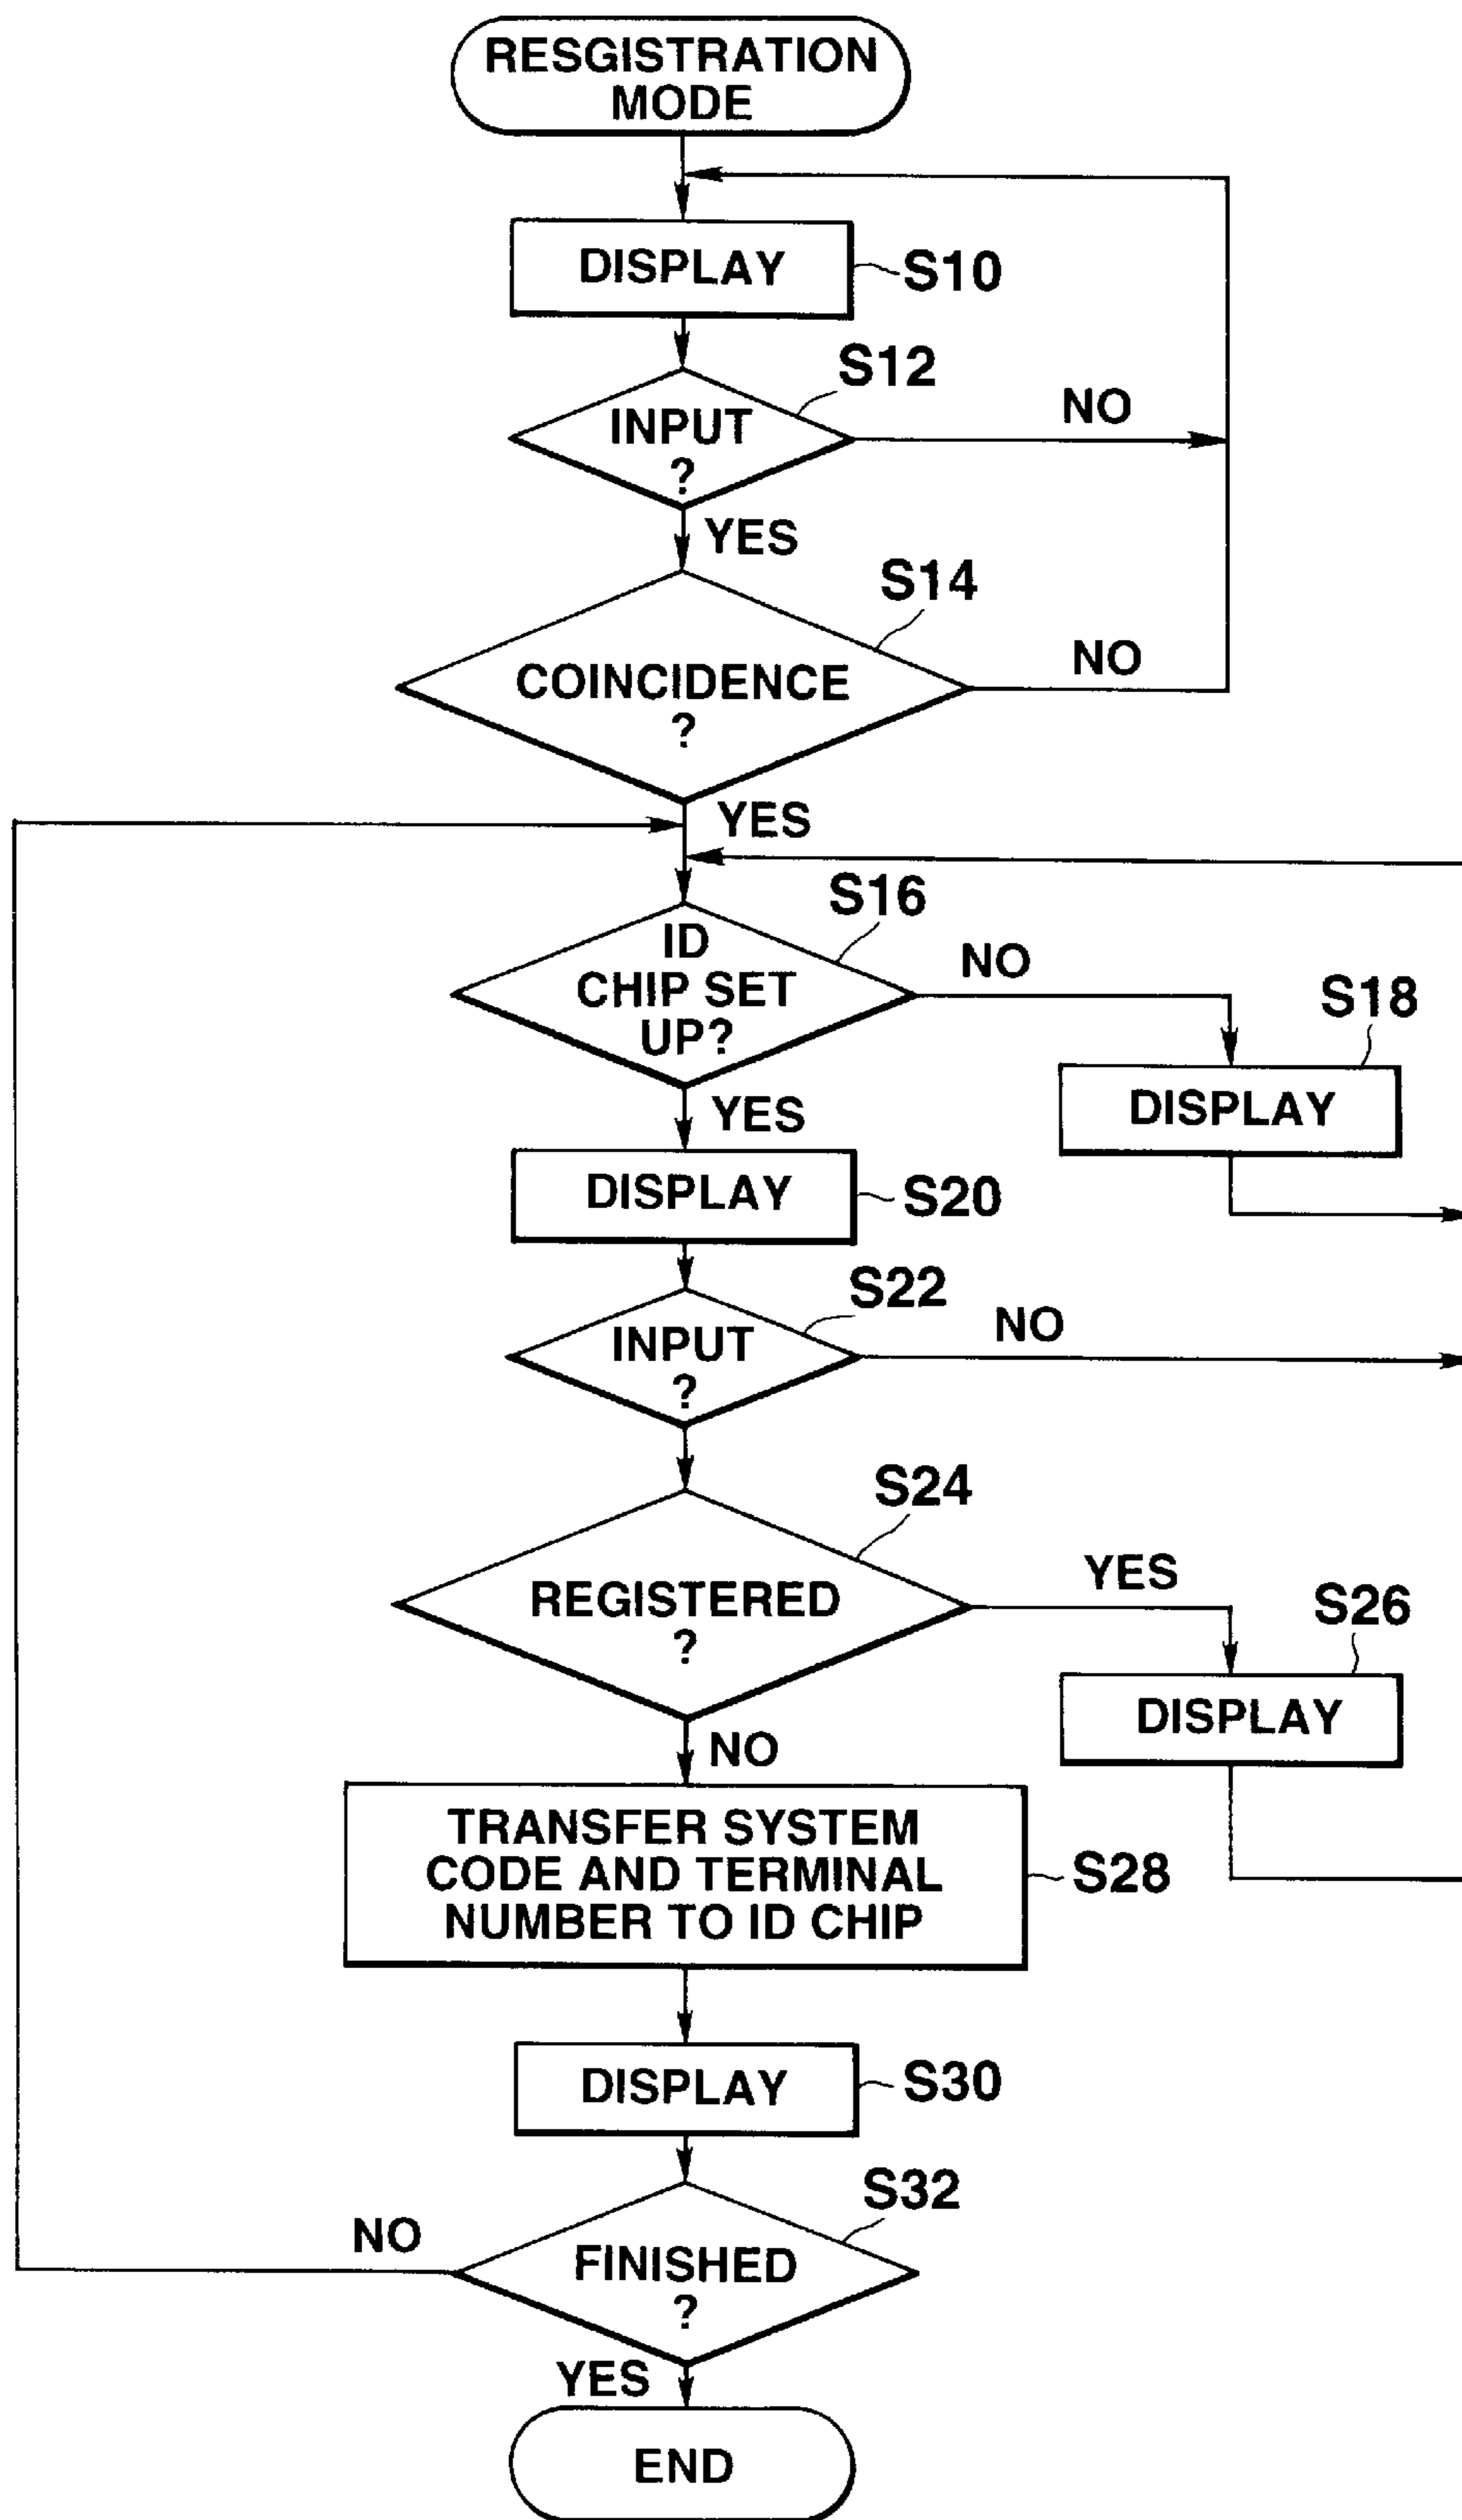 RESGISTRATION
MODE
DISPLAY
S10
S12
INPUT
?
NO
YES
S14
COINCIDENCE
?
NO
YES
S16
ID
CHIP SET
UP?
NO
S18
DISPLAY
YES
DISPLAY
S20
S22
INPUT
?
NO
S24
REGISTERED
?
YES
S26
DISPLAY
NO
TRANSFER SYSTEM
CODE AND TERMINAL
NUMBER TO ID CHIP
S28
DISPLAY
S30
S32
NO
FINISHED
?
YES
END